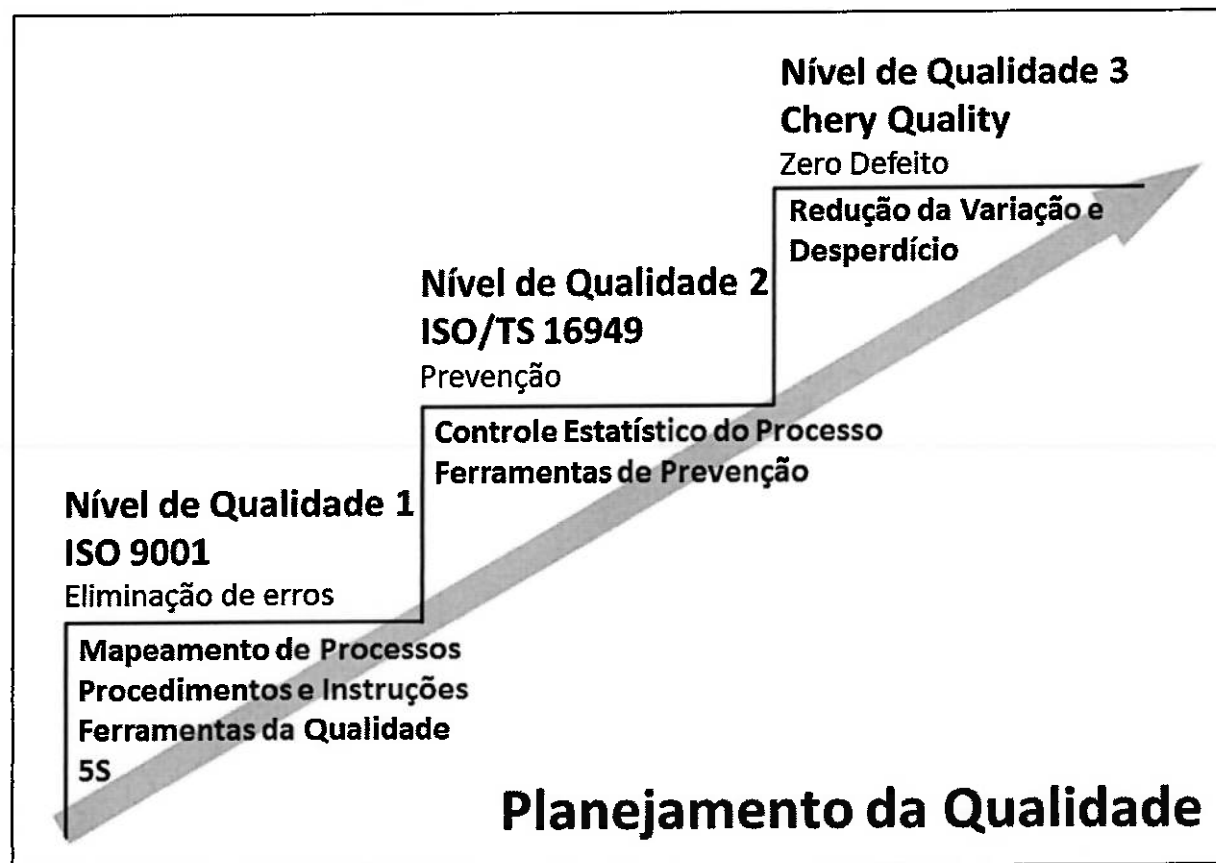 Nível de Qualidade 3
Chery Quality
Zero Defeito
Redução da Variação e
Desperdício
Nível de Qualidade 2
ISO/TS 16949
Prevenção
Controle Estatístico do Processo
Ferramentas de Prevenção
Nível de Qualidade 1
ISO 9001
Eliminação de erros
Mapeamento de Processos
Procedimentos e Instruções
Ferramentas da Qualidade
5S
Planejamento da Qualidade